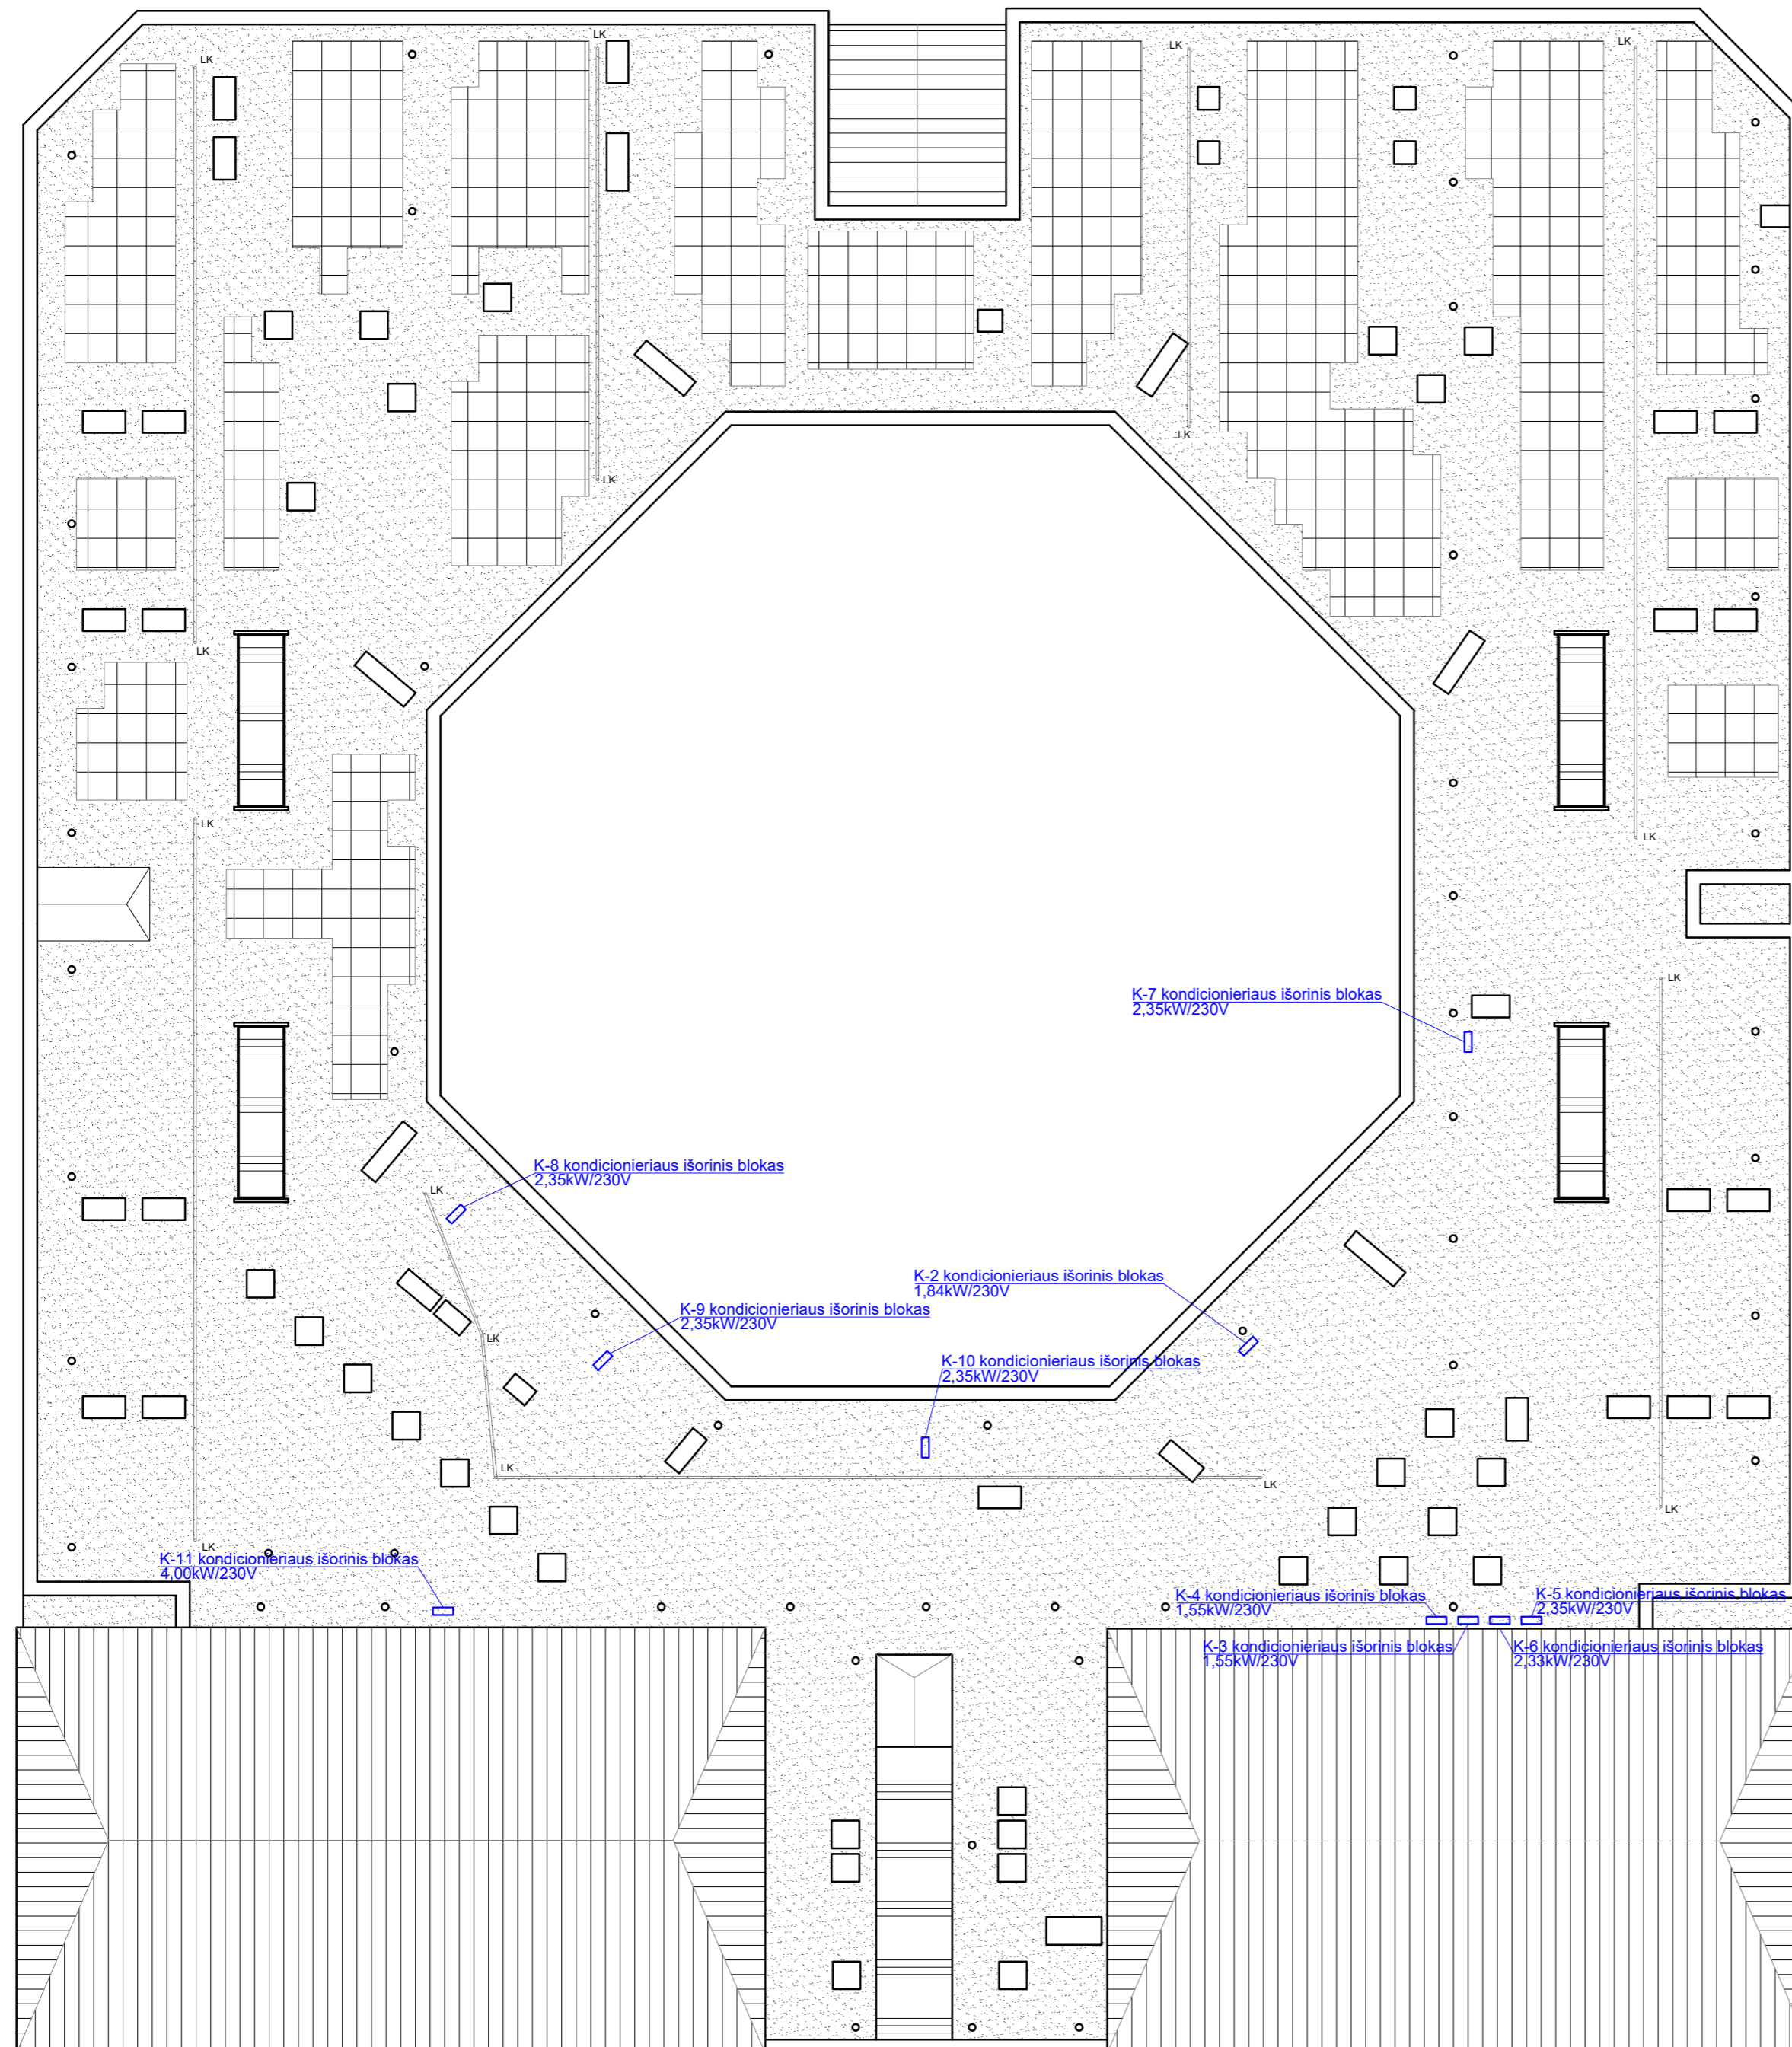 LK
LK
LK
LK
LK
LK
LK
LK
LK
LK
K-7 kondicionieriaus išorinis blokas
2,35kW/230V
LK
K-8 kondicionieriaus išorinis blokas
2,35kW/230V
LK
K-2 kondicionieriaus išorinis blokas
1,84kW/230V
K-9 kondicionieriaus išorinis blokas
2,35kW/230V
LK
K-10 kondicionieriaus išorinis blokas
2,35kW/230V
LK
LK
LK
LK
K-11 kondicionieriaus išorinis blokas
4,00kW/230V
K-4 kondicionieriaus išorinis blokas
1,55kW/230V
K-5 kondicionieriaus išorinis blokas
2,35kW/230V
K-3 kondicionieriaus išorinis blokas
1,55kW/230V
K-6 kondicionieriaus išorinis blokas
2,33kW/230V